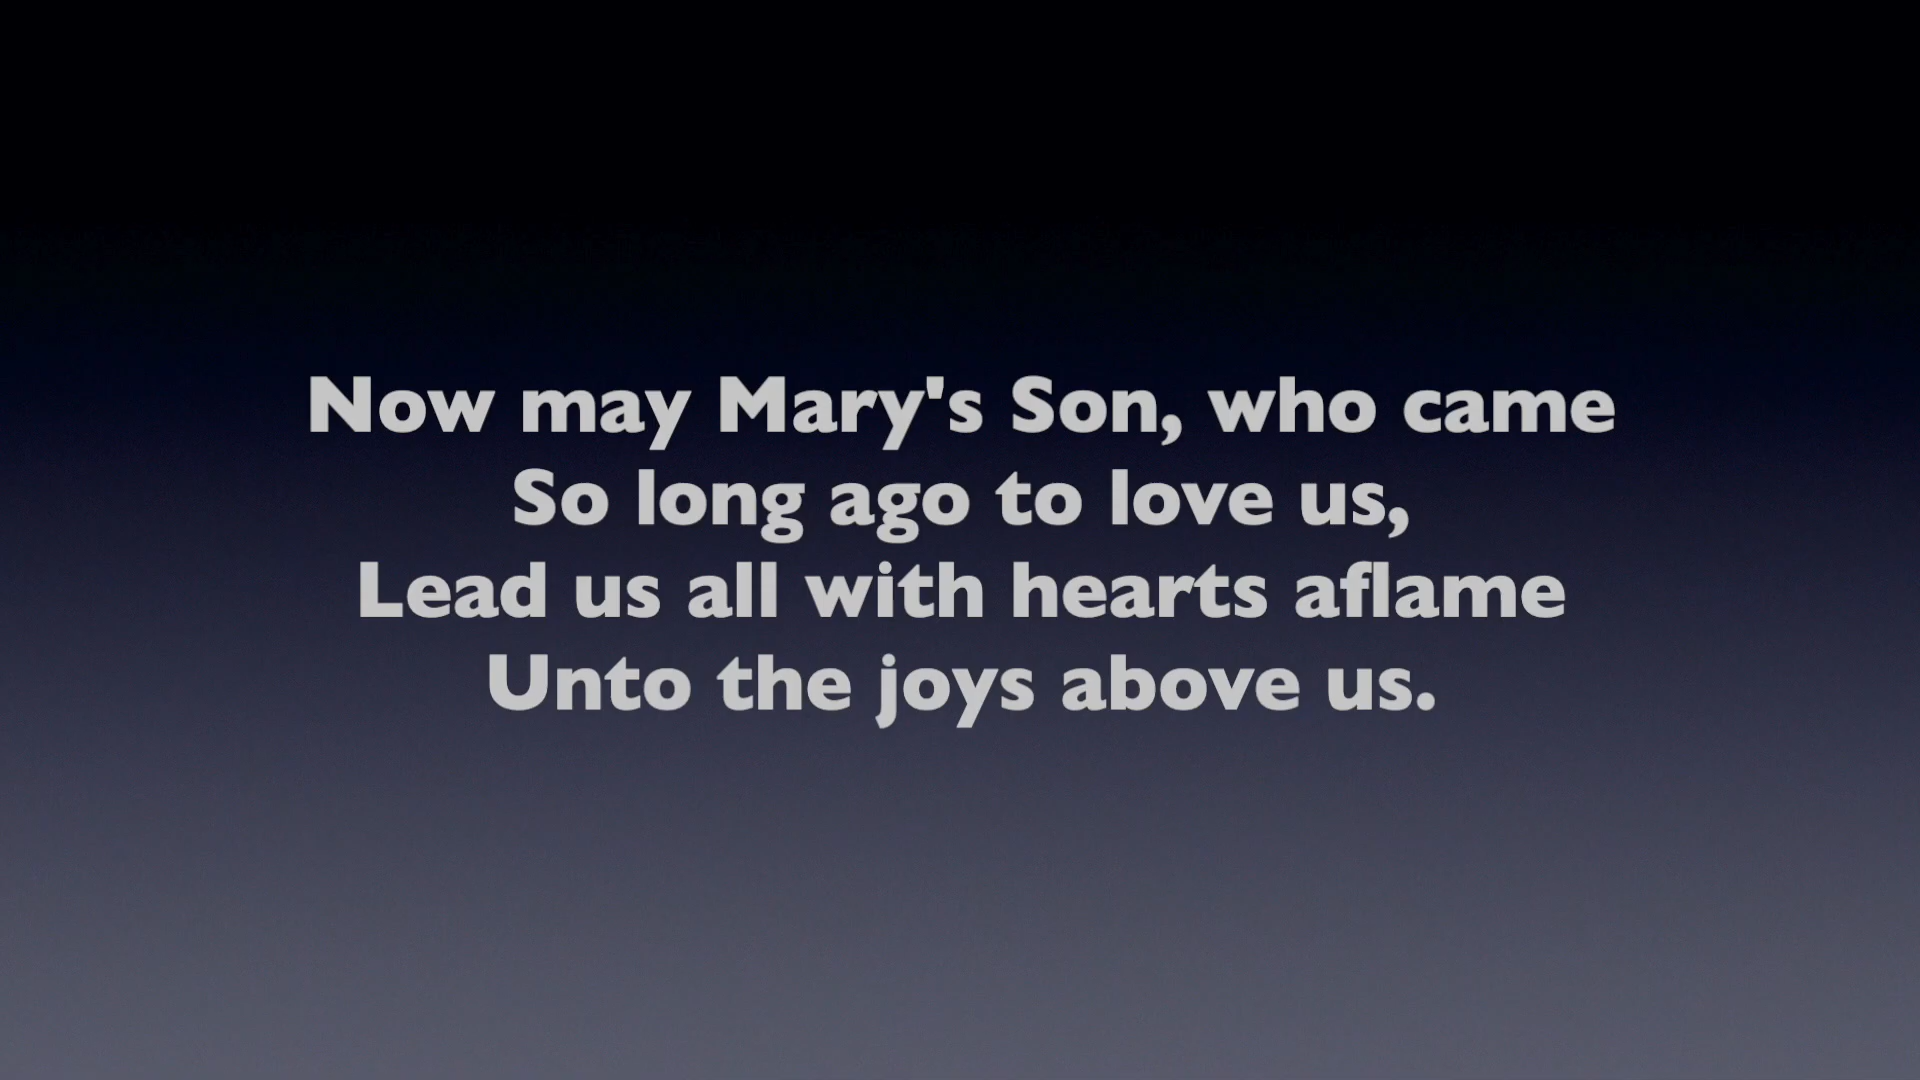 Now may Mary's Son, who came
So long ago to love us,
Lead us all with hearts aflame
Unto the joys above us.